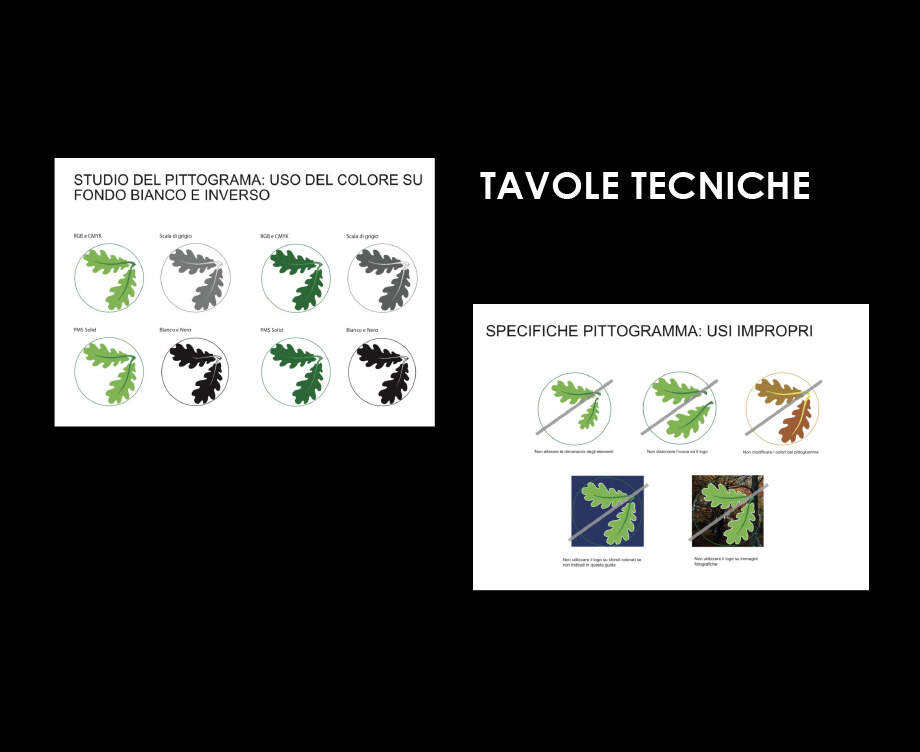 STUDIO DEL PITTOGRAMA: USO DEL COLORE SU
FONDO BIANCO E INVERSO
RGB e CMYK
Scala di grigio
RGB e CMYK
Scala di grigio
PMS Solid
Bianco e Nero
PMS Solid
Bianco e Nero
TAVOLE TECNICHE
SPECIFICHE PITTOGRAMMA: USI IMPROPRI
Non alterare le dimensioni degli elementi
Non distanziare l'icona ed il logo
Non modificare i colori del pittogramma
Non utilizzare il logo su sfondi colorati se
non indicati in questa guida
Non utilizzare il logo su immagini
fotografiche